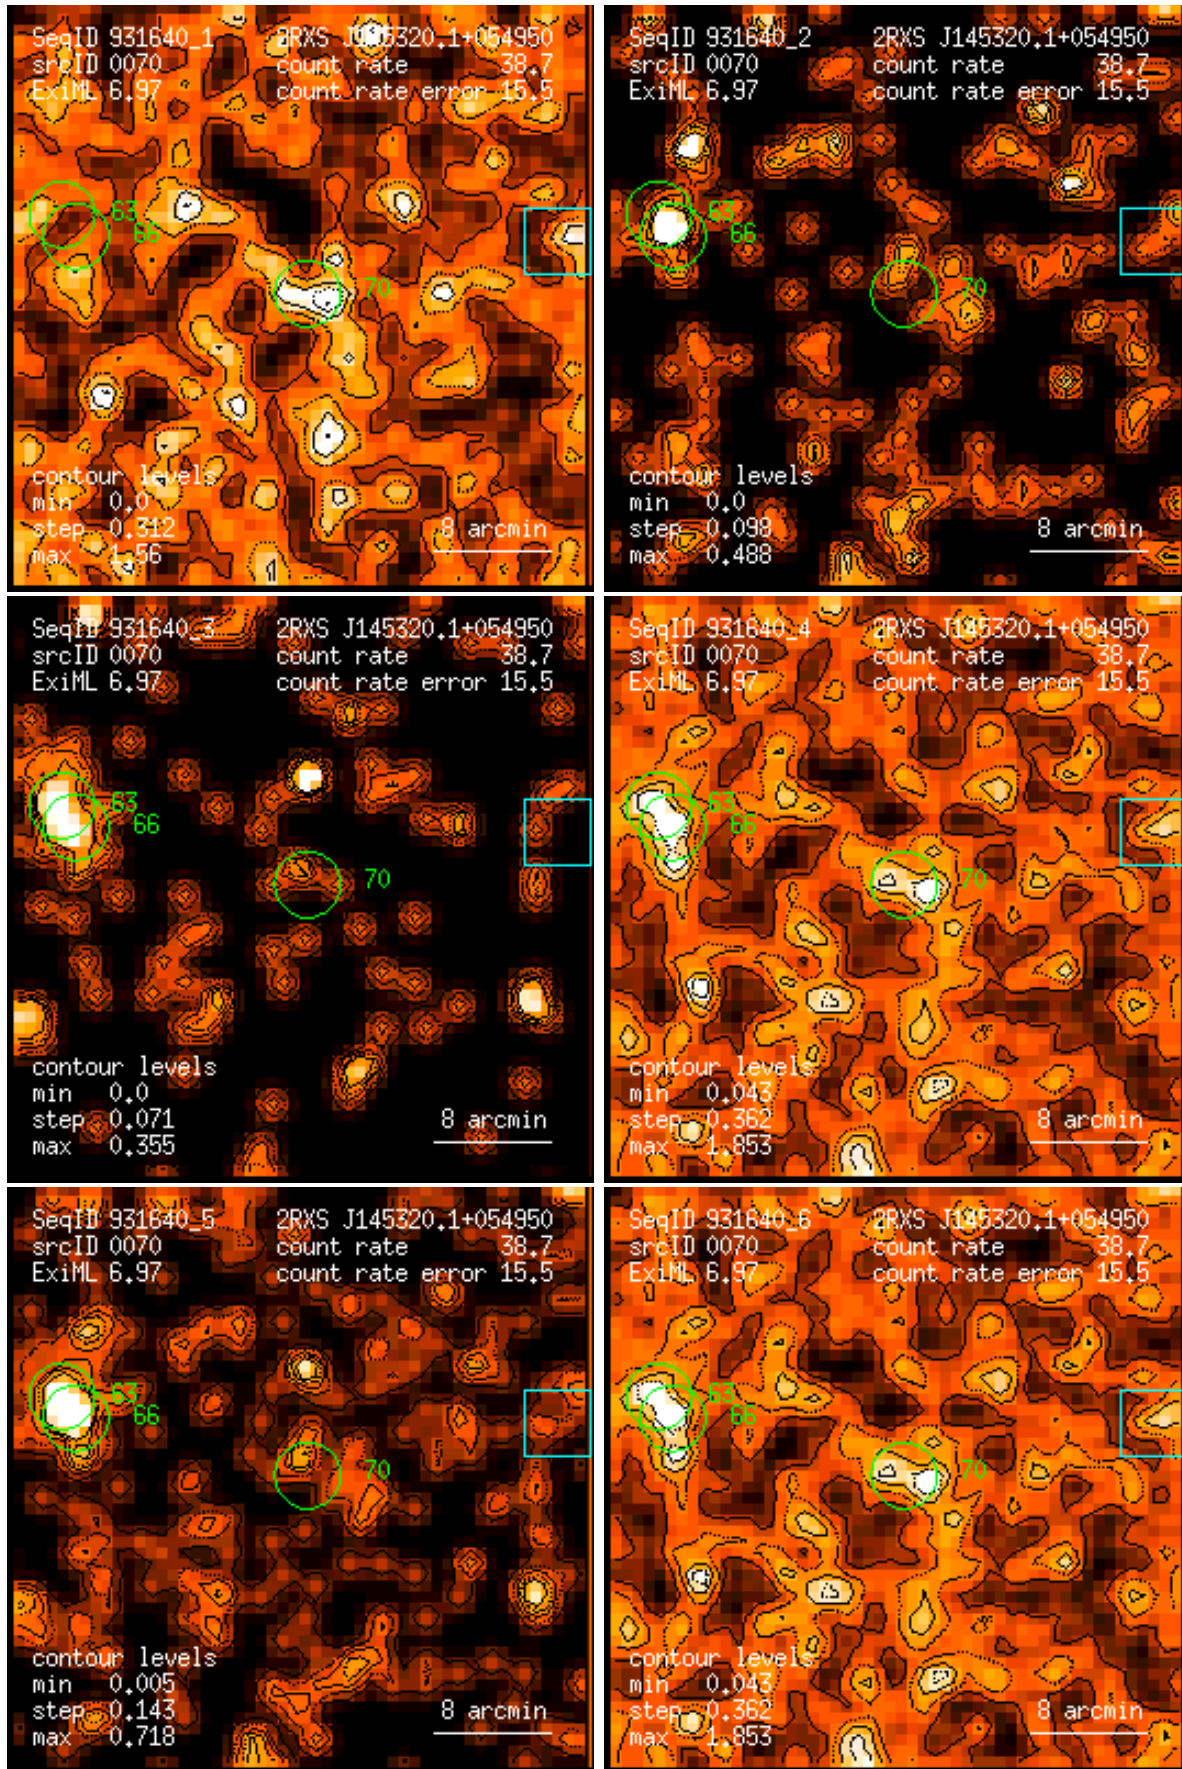 SeqID 931640_1 2RXS J145320.1+054950
srcID 0070 count rate 38.7
ExiML 6.97 count rate error 15.5
63
66
70
contour levels
min 0.0
step 0.312
max 1.56
8 arcmin
SeqID 931640_2 2RXS J145320.1+054950
srcID 0070 count rate 38.7
ExiML 6.97 count rate error 15.5
63
66
70
contour levels
min 0.0
step 0.098
max 0.488
8 arcmin
SeqID 931640_3 2RXS J145320.1+054950
srcID 0070 count rate 38.7
ExiML 6.97 count rate error 15.5
63
66
70
contour levels
min 0.0
step 0.071
max 0.355
8 arcmin
SeqID 931640_4 2RXS J145320.1+054950
srcID 0070 count rate 38.7
ExiML 6.97 count rate error 15.5
63
66
70
contour levels
min 0.043
step 0.362
max 1.853
8 arcmin
SeqID 931640_5 2RXS J145320.1+054950
srcID 0070 count rate 38.7
ExiML 6.97 count rate error 15.5
63
66
70
contour levels
min 0.005
step 0.143
max 0.718
8 arcmin
SeqID 931640_6 2RXS J145320.1+054950
srcID 0070 count rate 38.7
ExiML 6.97 count rate error 15.5
63
66
70
contour levels
min 0.043
step 0.362
max 1.853
8 arcmin